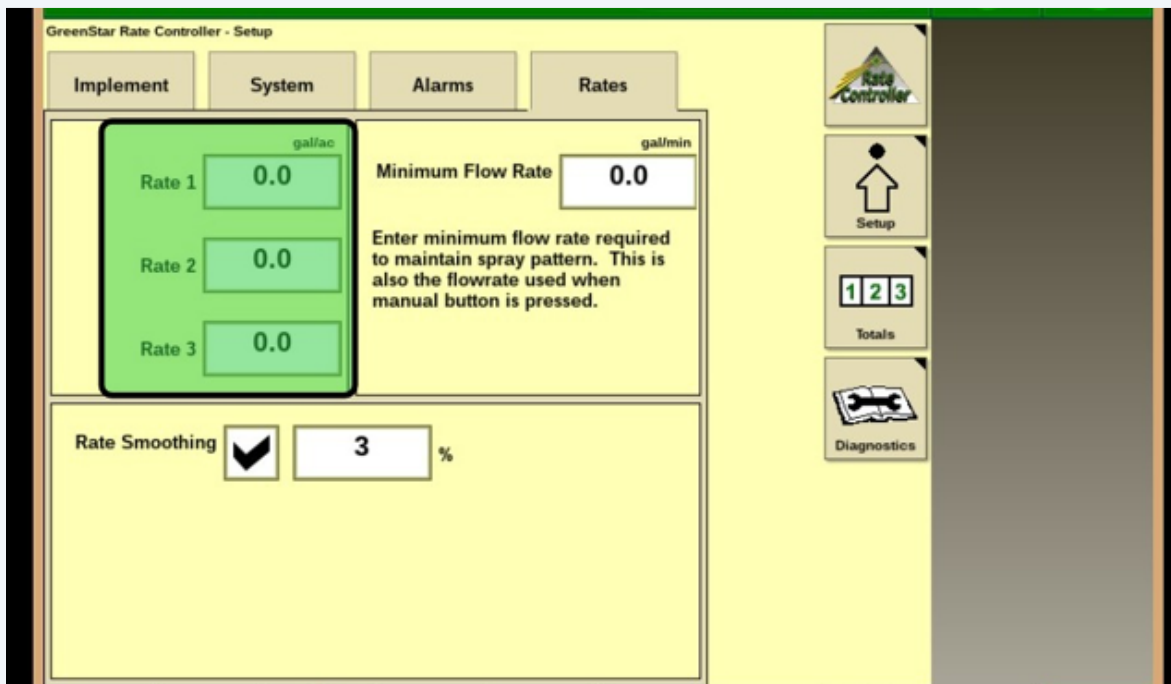 GreenStar Rate Controller - Setup
Implement
System
Alarms
Rates
gal/ac
Rate 1
0.0
Rate 2
0.0
Rate 3
0.0
gal/min
Minimum Flow Rate
0.0
Enter minimum flow rate required
to maintain spray pattern. This is
also the flowrate used when
manual button is pressed.
Rate Smoothing
3
%
Rate
Controller
Setup
1 2 3
Totals
Diagnostics